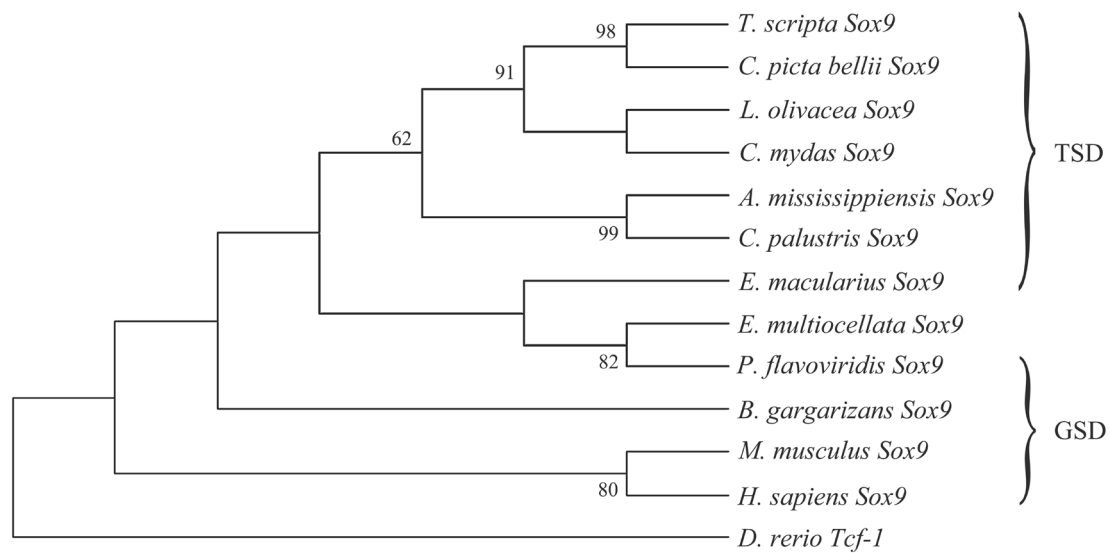 98
T. scripta Sox9
C. picta bellii Sox9
91
L. olivacea Sox9
62
C. mydas Sox9
TSD
A. mississippiensis Sox9
99
C. palustris Sox9
E. macularius Sox9
E. multiocellata Sox9
82
P. flavoviridis Sox9
B. gargarizans Sox9
GSD
M. musculus Sox9
80
H. sapiens Sox9
D. rerio Tcf-1